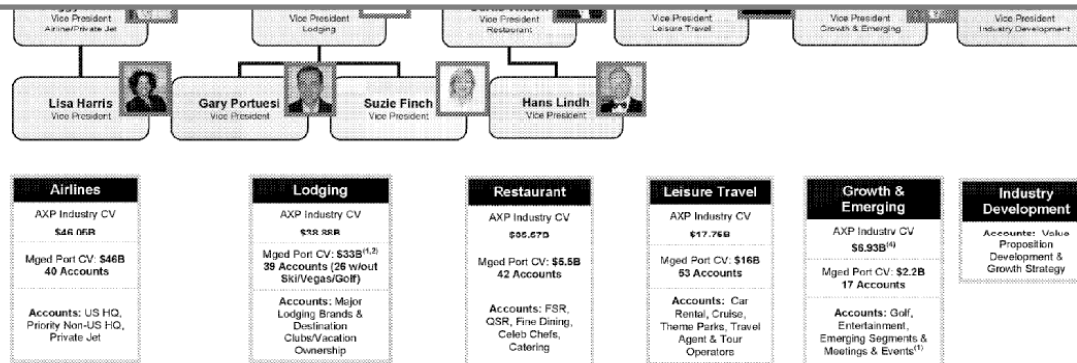 Vice President
Airline/Private Jet
Vice President
Lodging
Vice President
Restaurant
Vice President
Leisure Travel
Vice President
Growth & Emerging
Vice President
Industry Development
Lisa Harris
Vice President
Gary Portuesi
Vice President
Suzie Finch
Vice President
Hans Lindh
Vice President
Airlines
AXP Industry CV
Mged Port CV: $46B
40 Accounts
Accounts: US HQ,
Priority Non-US HQ,
Private Jet
Lodging
AXP Industry CV
Mged Port CV: $33B(1,2)
39 Accounts (26 w/out
Ski/Vegas/Golf)
Accounts: Major
Lodging Brands &
Destination
Clubs/Vacation
Ownership
Restaurant
AXP Industry CV
Mged Port CV: $5.5B
42 Accounts
Accounts: FSR,
QSR, Fine Dining,
Celeb Chefs,
Catering
Leisure Travel
AXP Industry CV
Mged Port CV: $16B
53 Accounts
Accounts: Car
Rental, Cruise,
Theme Parks, Travel
Agent & Tour
Operators
Growth &
Emerging
AXP Industry CV
$6.93B(4)
Mged Port CV: $2.2B
17 Accounts
Accounts: Golf,
Entertainment,
Emerging Segments &
Meetings & Events(1)
Industry
Development
Accounts: Value
Proposition
Development &
Growth Strategy